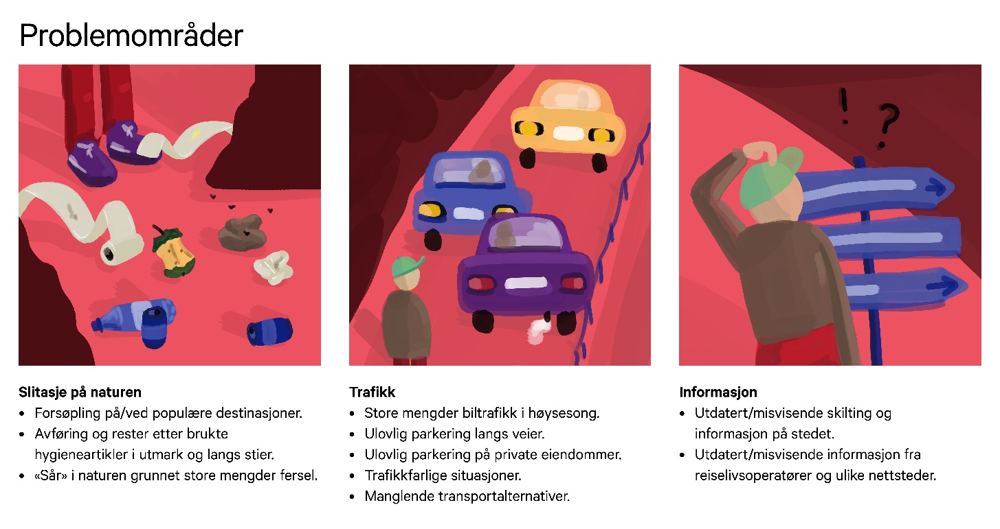 Problemområder
! ?
Slitasje på naturen
• Forsøpling på/ved populære destinasjoner.
• Avføring og rester etter brukte
hygieneartikler i utmark og langs stier.
• «Sår» i naturen grunnet store mengder fersel.
Trafikk
• Store mengder biltrafikk i høysesong.
• Ulovlig parkering langs veier.
• Ulovlig parkering på private eiendommer.
• Trafikkfarlige situasjoner.
• Manglende transportalternativer.
Informasjon
• Utdatert/misvisende skilting og
informasjon på stedet.
• Utdatert/misvisende informasjon fra
reiselivsoperatører og ulike nettsteder.